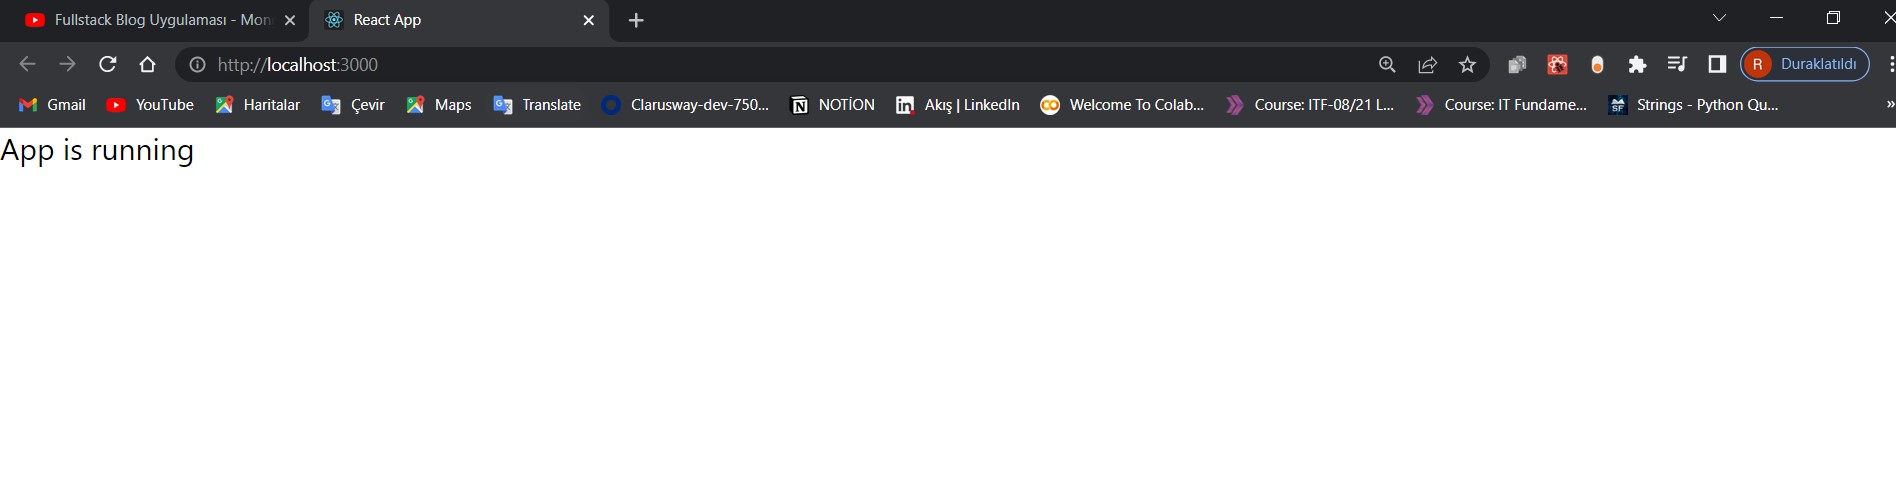 Fullstack Blog Uygulaması - Mon
React App
http://localhost:3000
R Duraklatıldı
Gmail YouTube Haritalar Çevir Maps Translate Clarusway-dev-750... NOTİON Akış | LinkedIn Welcome To Colab... Course: ITF-08/21 L... Course: IT Fundame... Strings - Python Qu... »
App is running